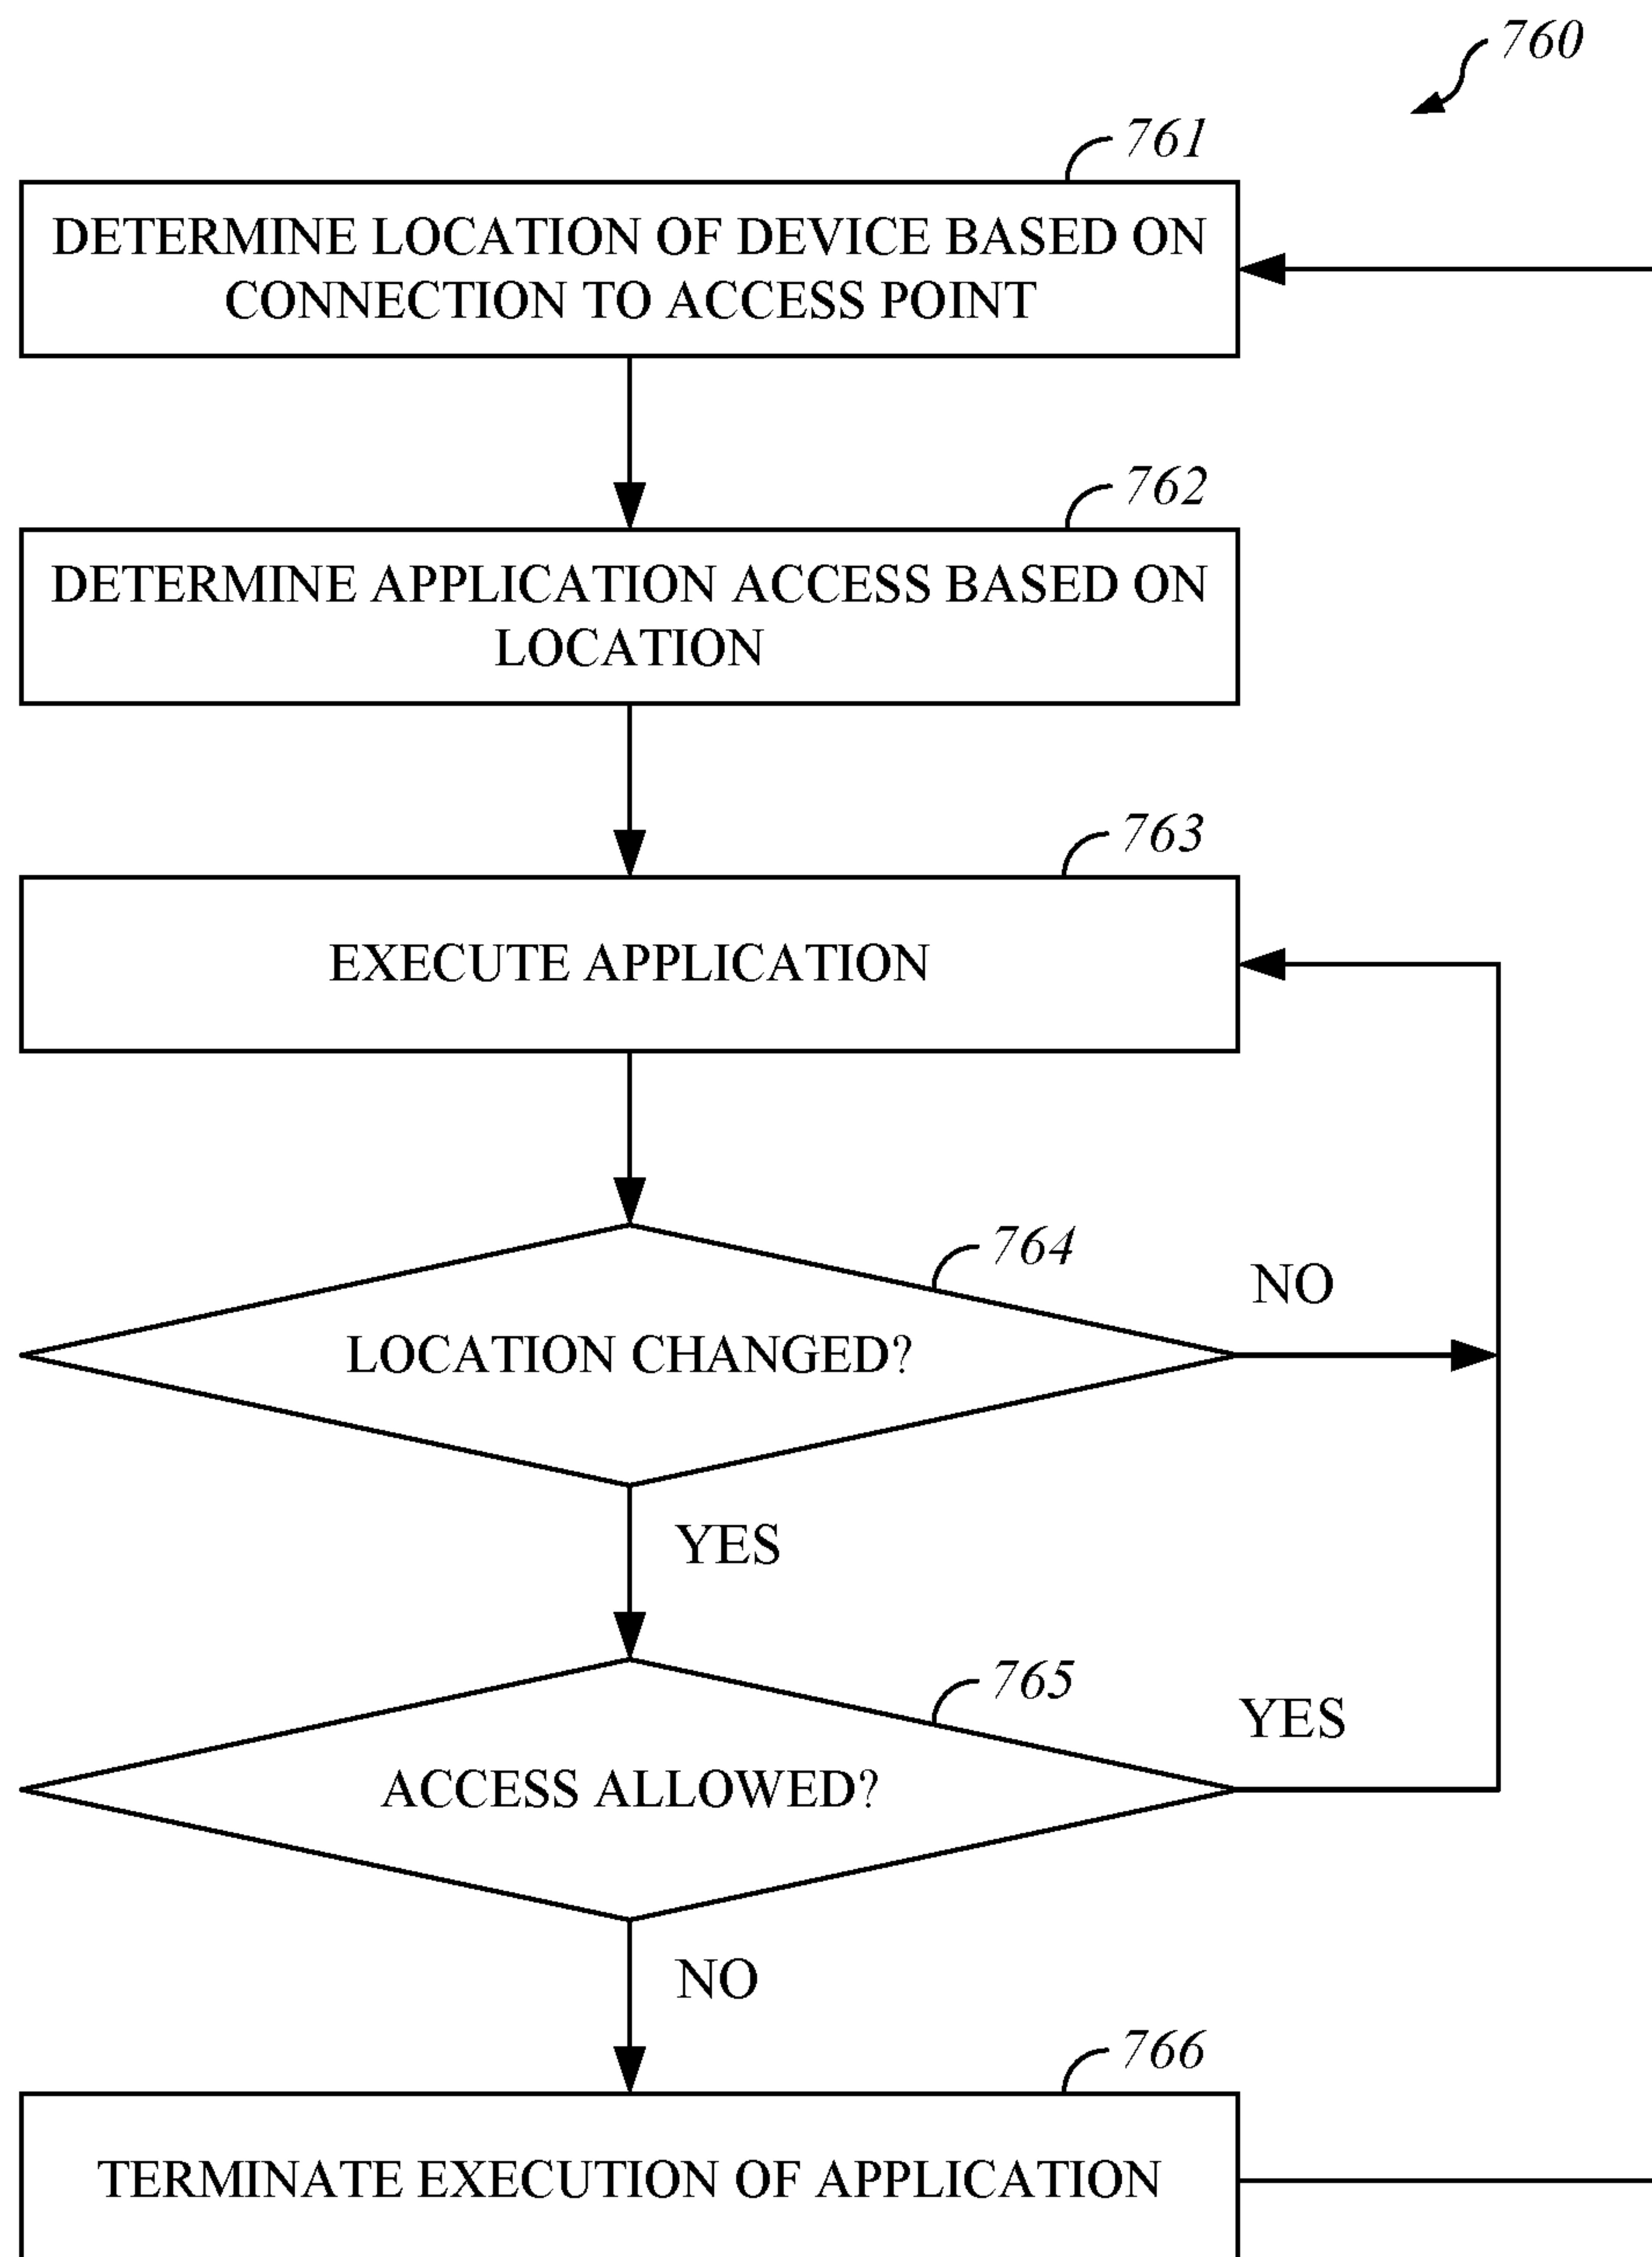 760
761
DETERMINE LOCATION OF DEVICE BASED ON
CONNECTION TO ACCESS POINT
762
DETERMINE APPLICATION ACCESS BASED ON
LOCATION
763
EXECUTE APPLICATION
764
NO
LOCATION CHANGED?
YES
765
YES
ACCESS ALLOWED?
NO
766
TERMINATE EXECUTION OF APPLICATION